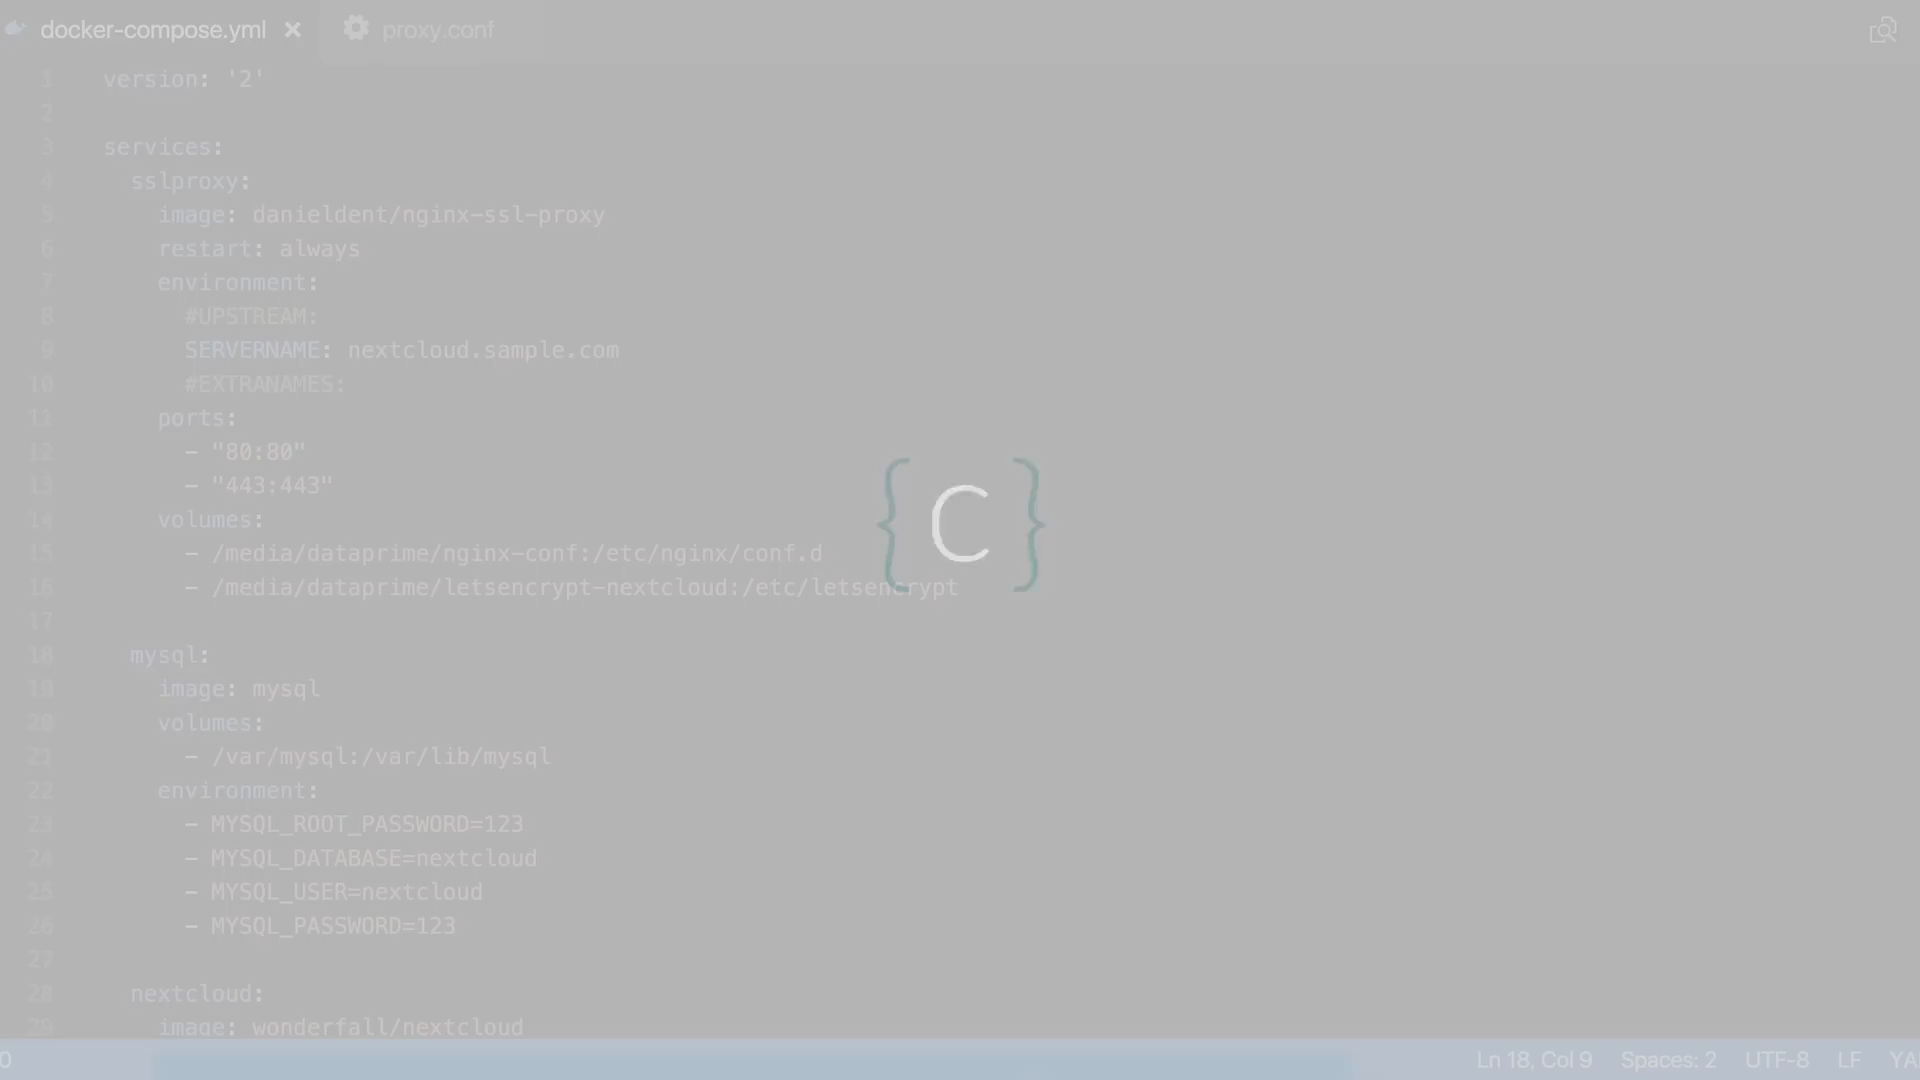 docker-compose.yml × proxy.conf
1 version: '2'
2
3 services:
4 sslproxy:
5 image: danieldent/nginx-ssl-proxy
6 restart: always
7 environment:
8 #UPSTREAM:
9 SERVERNAME: nextcloud.sample.com
10 #EXTRANAMES:
11 ports:
12 - "80:80"
13 - "443:443"
14 volumes:
15 - /media/dataprime/nginx-conf:/etc/nginx/conf.d
16 - /media/dataprime/letsencrypt-nextcloud:/etc/letsencrypt
17
18 mysql:
19 image: mysql
20 volumes:
21 - /var/mysql:/var/lib/mysql
22 environment:
23 - MYSQL_ROOT_PASSWORD=123
24 - MYSQL_DATABASE=nextcloud
25 - MYSQL_USER=nextcloud
26 - MYSQL_PASSWORD=123
27
28 nextcloud:
29 image: wonderfall/nextcloud
{ C }
0 Ln 18, Col 9 Spaces: 2 UTF-8 LF YA